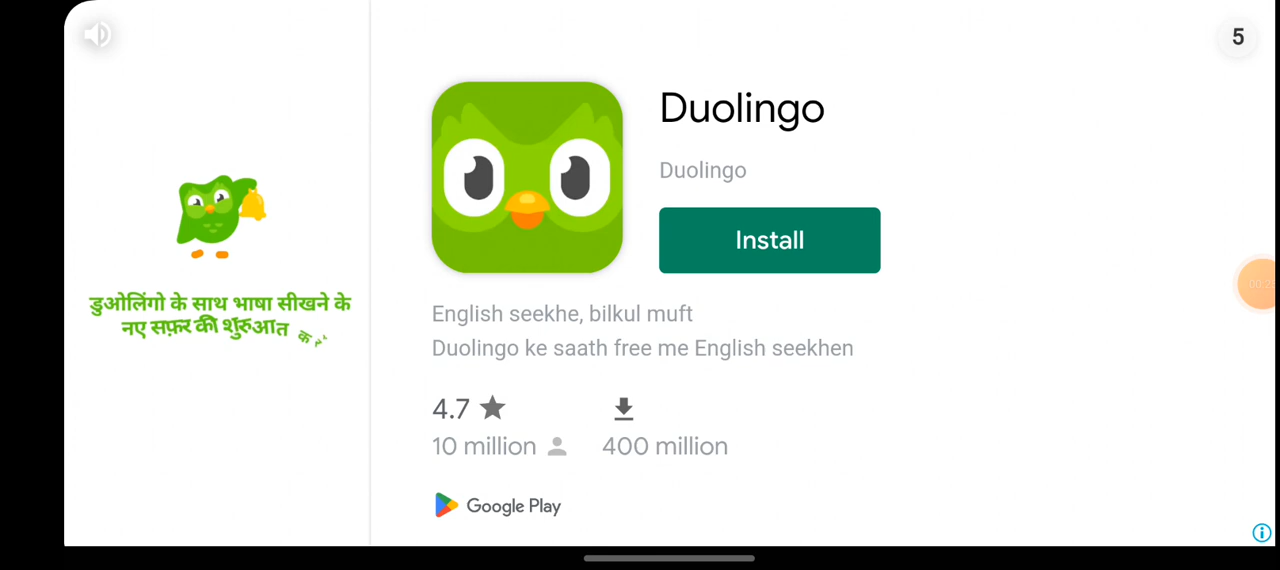 5
Duolingo
Duolingo
Install
डुओलिंगो के साथ भाषा सीखने के
नए सफ़र की शुरुआत
English seekhe, bilkul muft
Duolingo ke saath free me English seekhen
4.7
10 million
400 million
Google Play